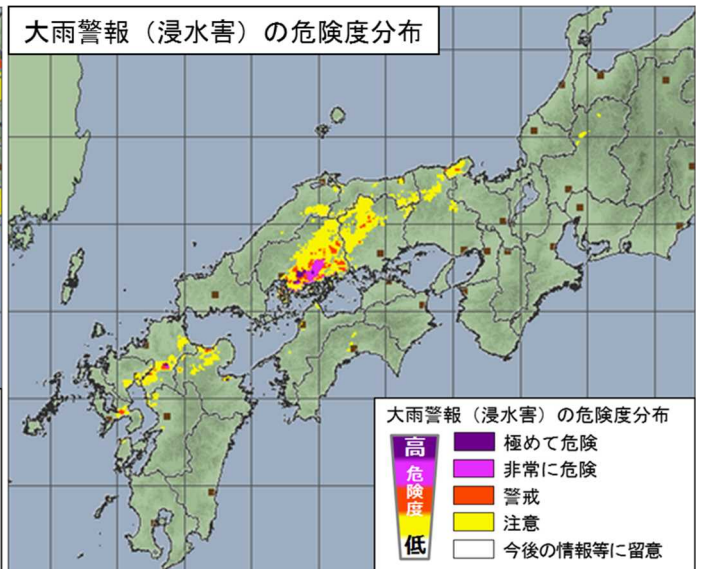 大雨警報（浸水害）の危険度分布
大雨警報（浸水害）の危険度分布
高
危険度
低
極めて危険
非常に危険
警戒
注意
今後の情報等に留意